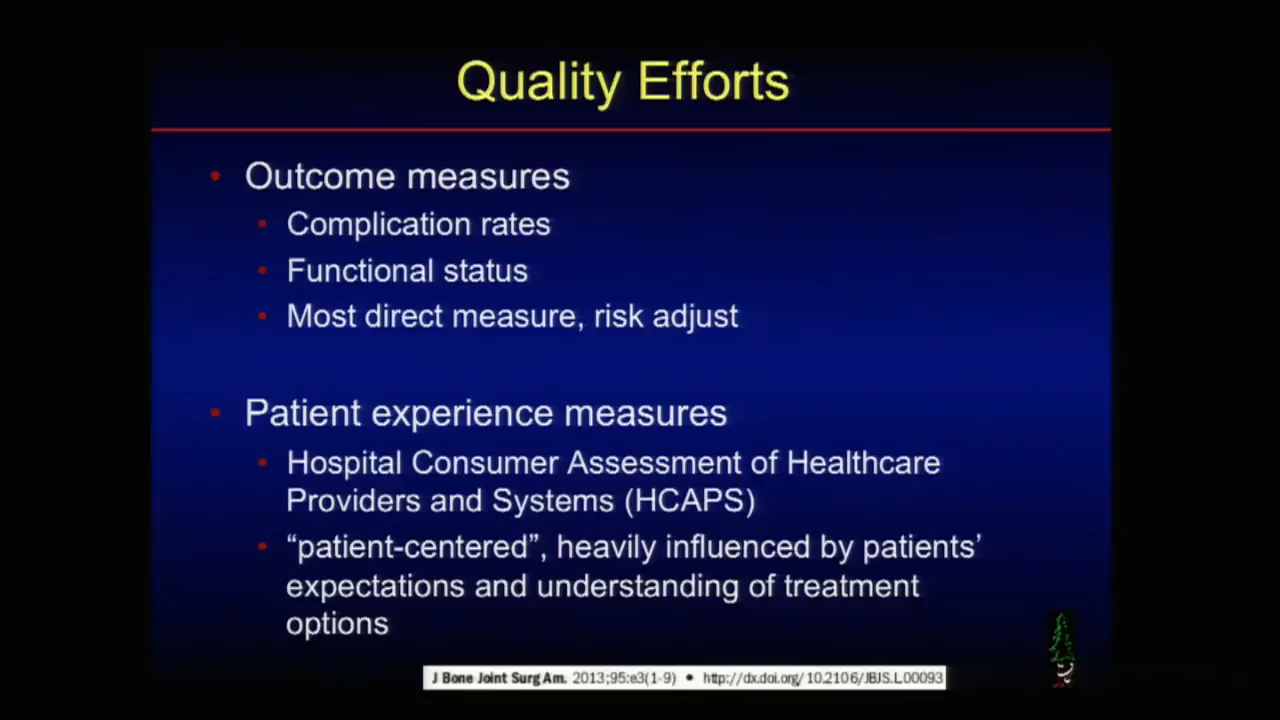 Quality Efforts
• Outcome measures
• Complication rates
• Functional status
• Most direct measure, risk adjust
• Patient experience measures
• Hospital Consumer Assessment of Healthcare
Providers and Systems (HCAPS)
• “patient-centered”, heavily influenced by patients’
expectations and understanding of treatment
options
J Bone Joint Surg Am. 2013;95:e3(1-9) • http://dx.doi.org/10.2106/JBJS.L.00093